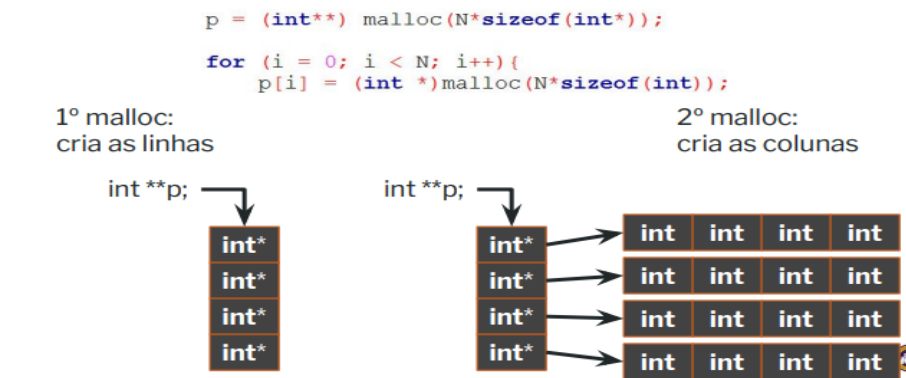 p = (int**) malloc(N*sizeof(int*));
for (i = 0; i < N; i++){
p[i] = (int *)malloc(N*sizeof(int));
1º malloc:
cria as linhas
2º malloc:
cria as colunas
int **p;
int **p;
int*
int*
int*
int*
int*
int*
int*
int*
int int int int
int int int int
int int int int
int int int int